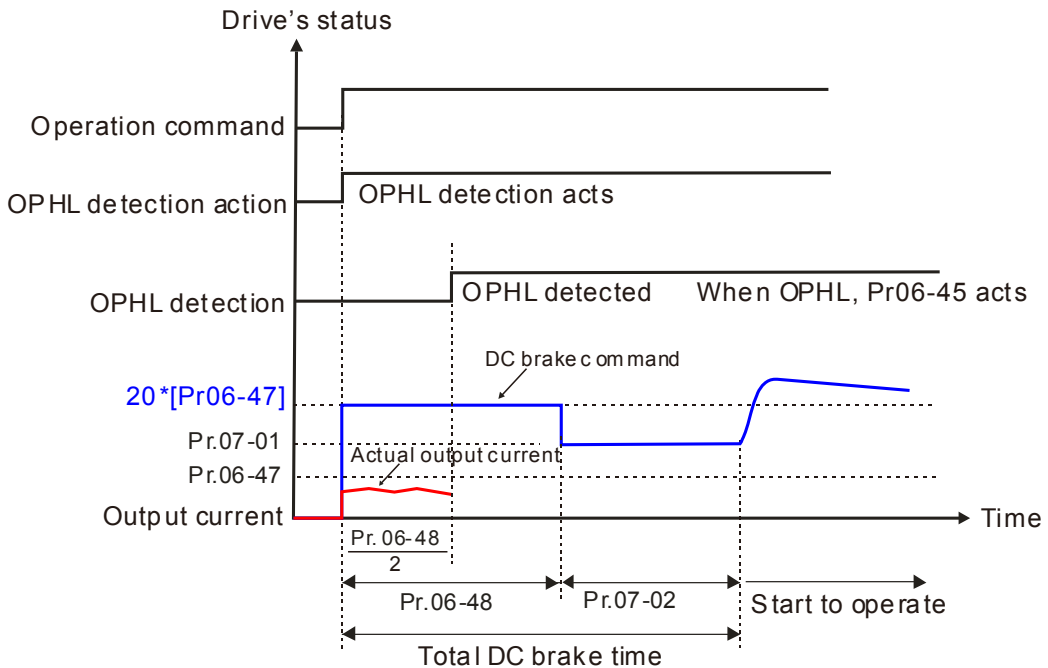 Drive's status
Operation command
OPHL detection action
OPHL detection acts
OPHL detection
OPHL detected
When OPHL, Pr06-45 acts
DC brake command
20*[Pr06-47]
Pr.07-01
Actual output current
Pr.06-47
Output current
Time
Pr. 06-48
2
Pr.06-48
Pr.07-02
Start to operate
Total DC brake time